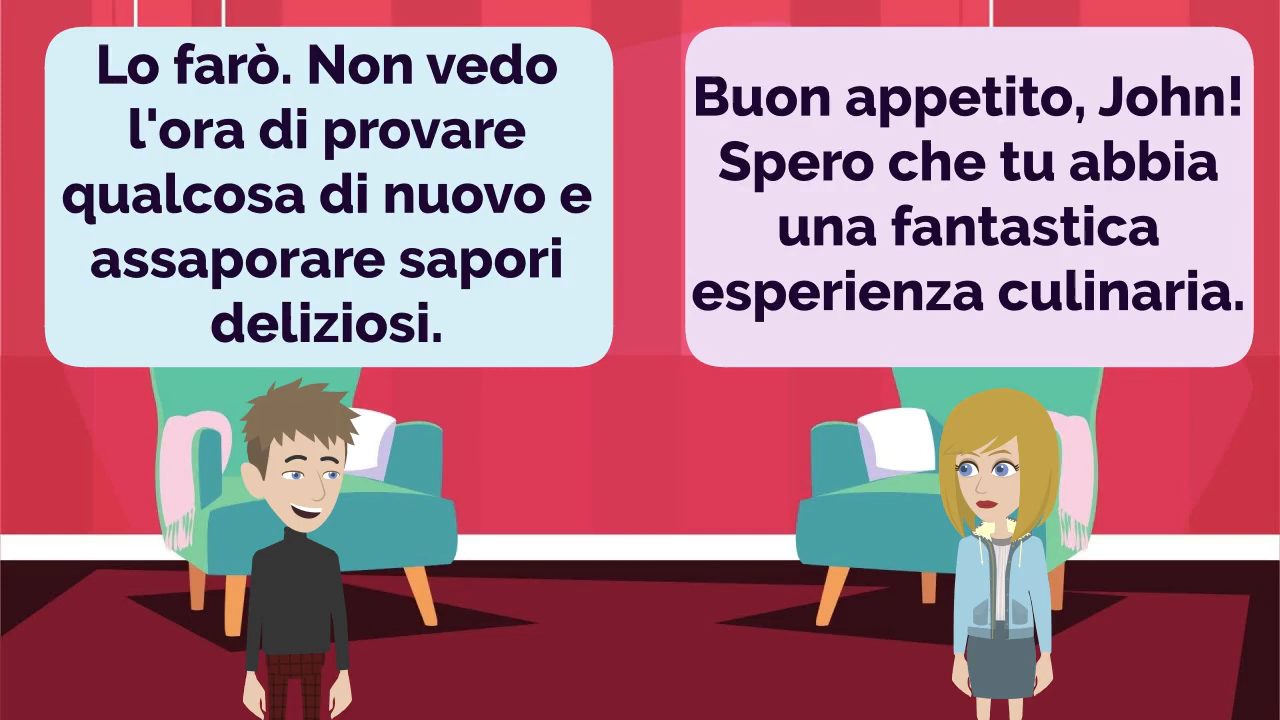 Lo farò. Non vedo
l'ora di provare
qualcosa di nuovo e
assaporare sapori
deliziosi.
Buon appetito, John!
Spero che tu abbia
una fantastica
esperienza culinaria.